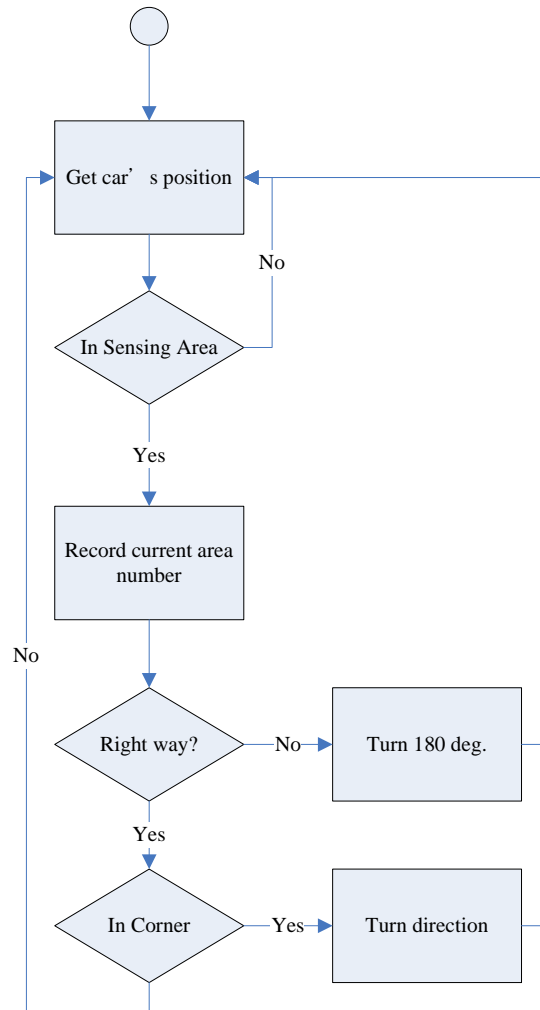 Get car’ s position
No
In Sensing Area
Yes
Record current area
number
No
Right way?
No
Turn 180 deg.
Yes
In Corner
Yes
Turn direction